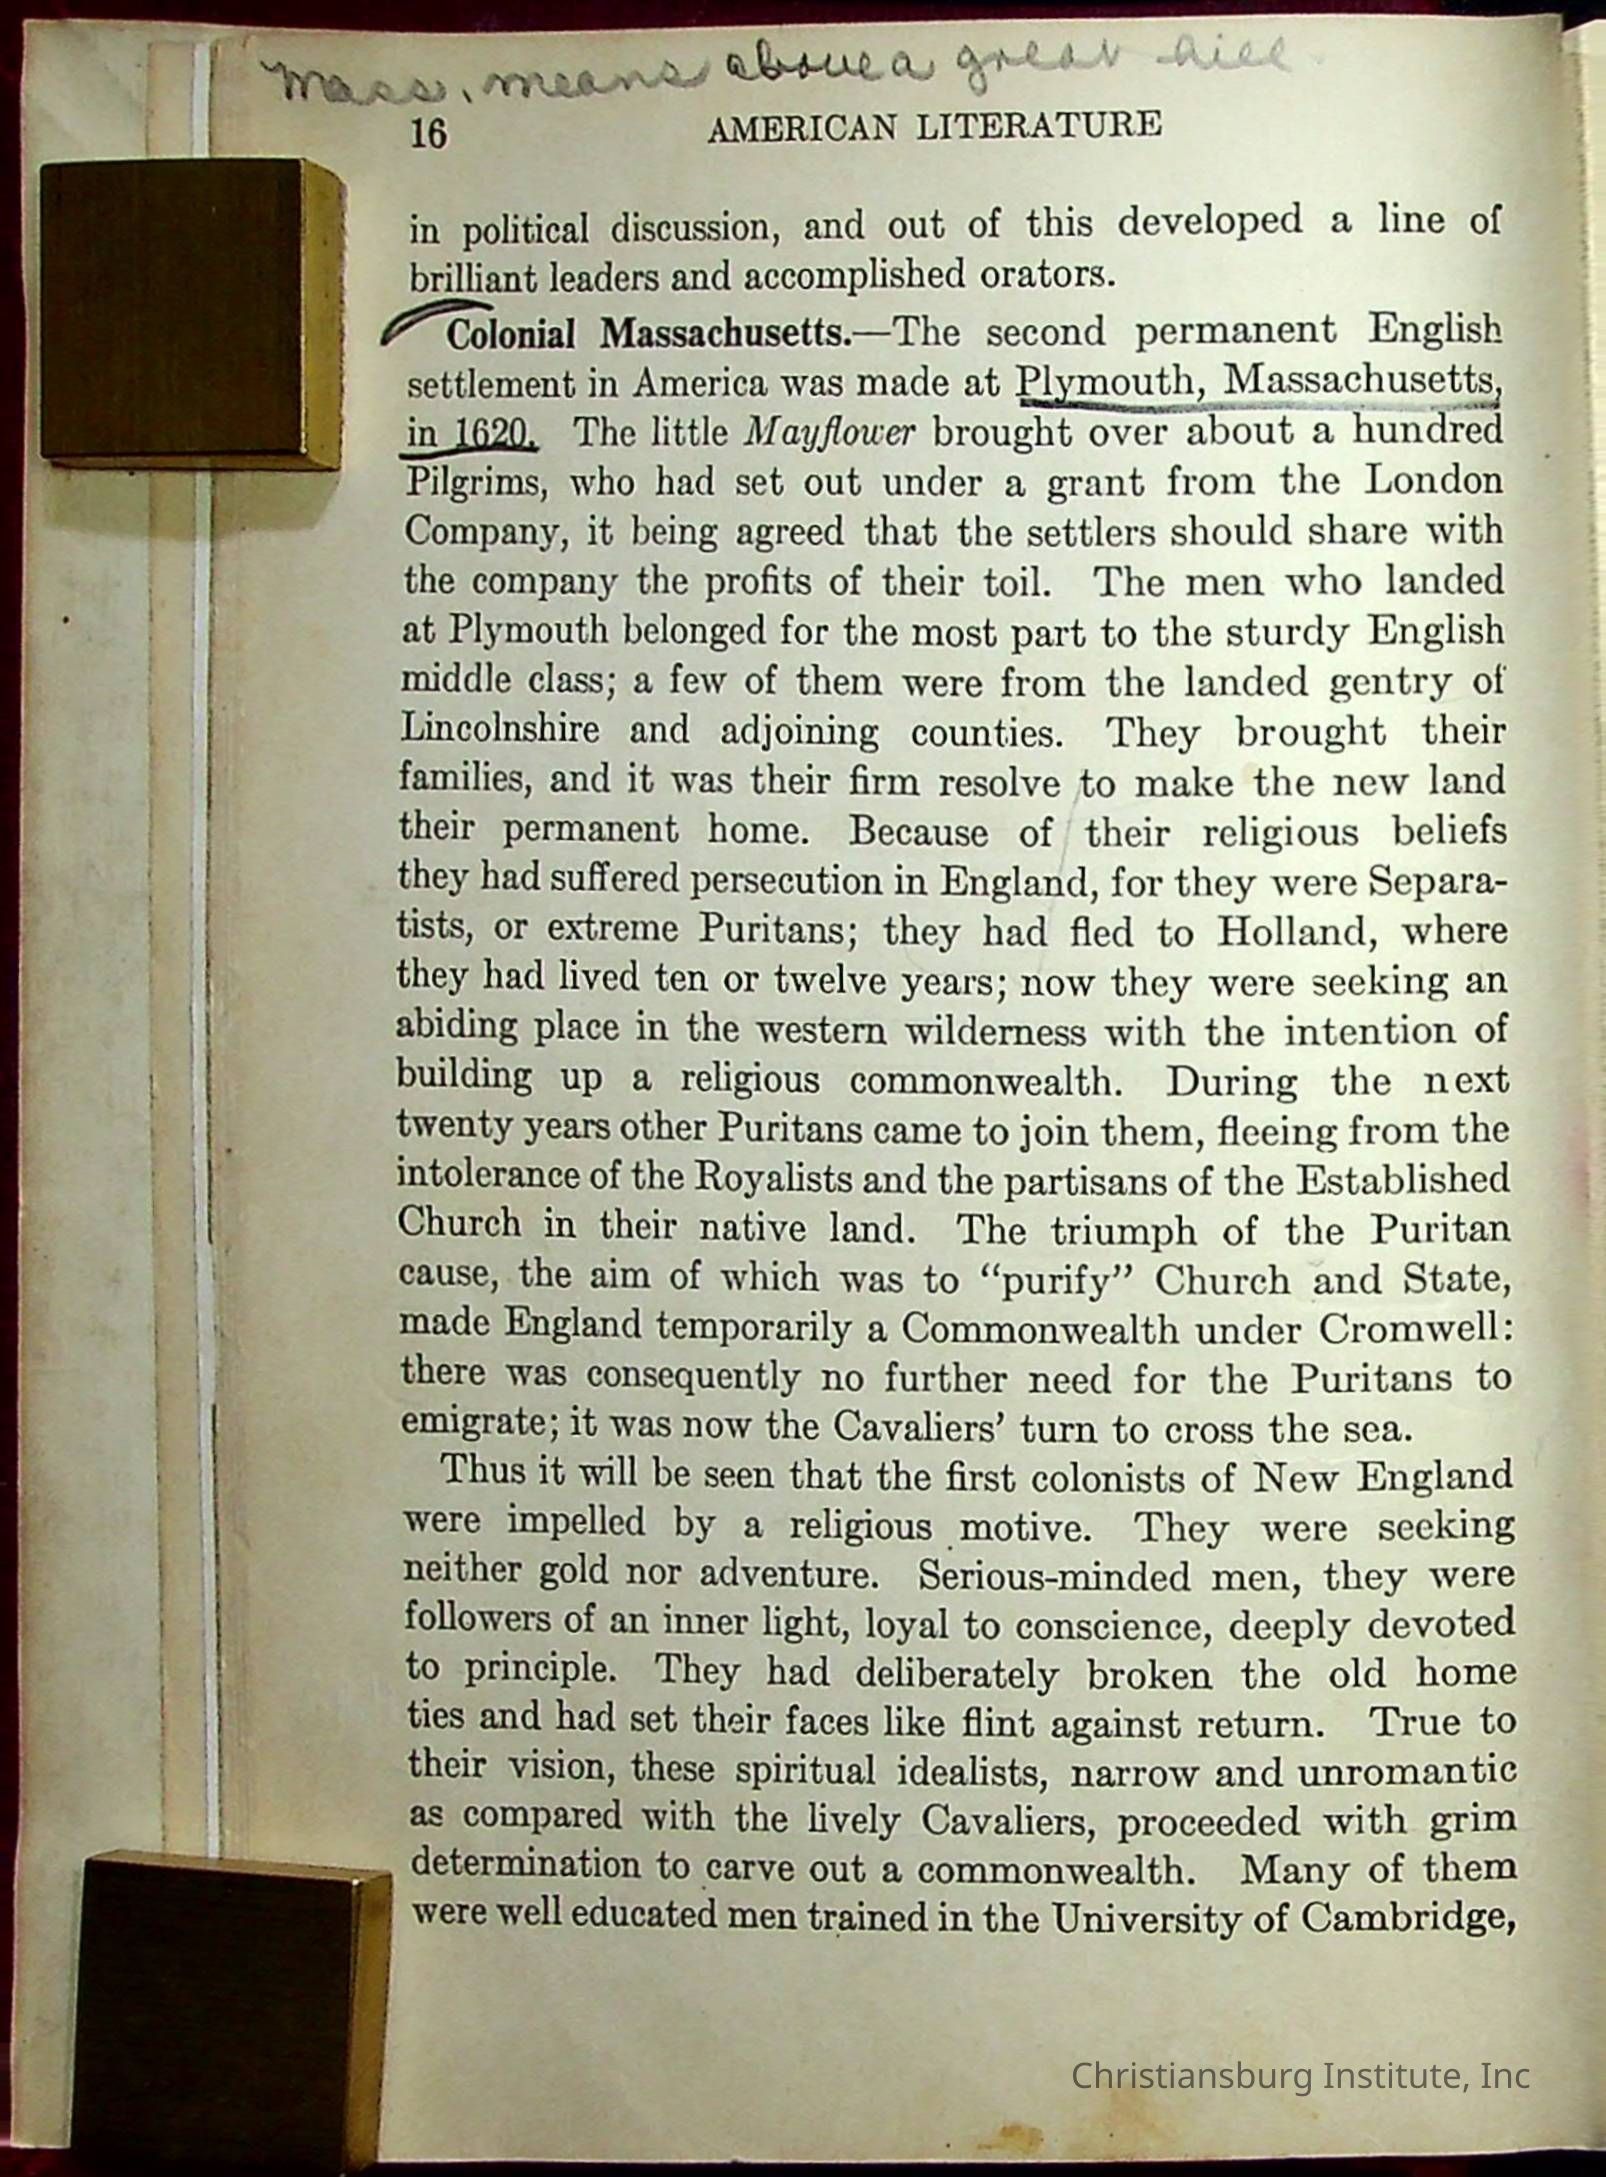 Mass. means above a great hill
16 AMERICAN LITERATURE
in political discussion, and out of this developed a line of
brilliant leaders and accomplished orators.
Colonial Massachusetts.—The second permanent English
settlement in America was made at Plymouth, Massachusetts,
in 1620. The little Mayflower brought over about a hundred
Pilgrims, who had set out under a grant from the London
Company, it being agreed that the settlers should share with
the company the profits of their toil. The men who landed
at Plymouth belonged for the most part to the sturdy English
middle class; a few of them were from the landed gentry of
Lincolnshire and adjoining counties. They brought their
families, and it was their firm resolve to make the new land
their permanent home. Because of their religious beliefs
they had suffered persecution in England, for they were Separa-
tists, or extreme Puritans; they had fled to Holland, where
they had lived ten or twelve years; now they were seeking an
abiding place in the western wilderness with the intention of
building up a religious commonwealth. During the next
twenty years other Puritans came to join them, fleeing from the
intolerance of the Royalists and the partisans of the Established
Church in their native land. The triumph of the Puritan
cause, the aim of which was to “purify” Church and State,
made England temporarily a Commonwealth under Cromwell:
there was consequently no further need for the Puritans to
emigrate; it was now the Cavaliers’ turn to cross the sea.
Thus it will be seen that the first colonists of New England
were impelled by a religious motive. They were seeking
neither gold nor adventure. Serious-minded men, they were
followers of an inner light, loyal to conscience, deeply devoted
to principle. They had deliberately broken the old home
ties and had set their faces like flint against return. True to
their vision, these spiritual idealists, narrow and unromantic
as compared with the lively Cavaliers, proceeded with grim
determination to carve out a commonwealth. Many of them
were well educated men trained in the University of Cambridge,
Christiansburg Institute, Inc